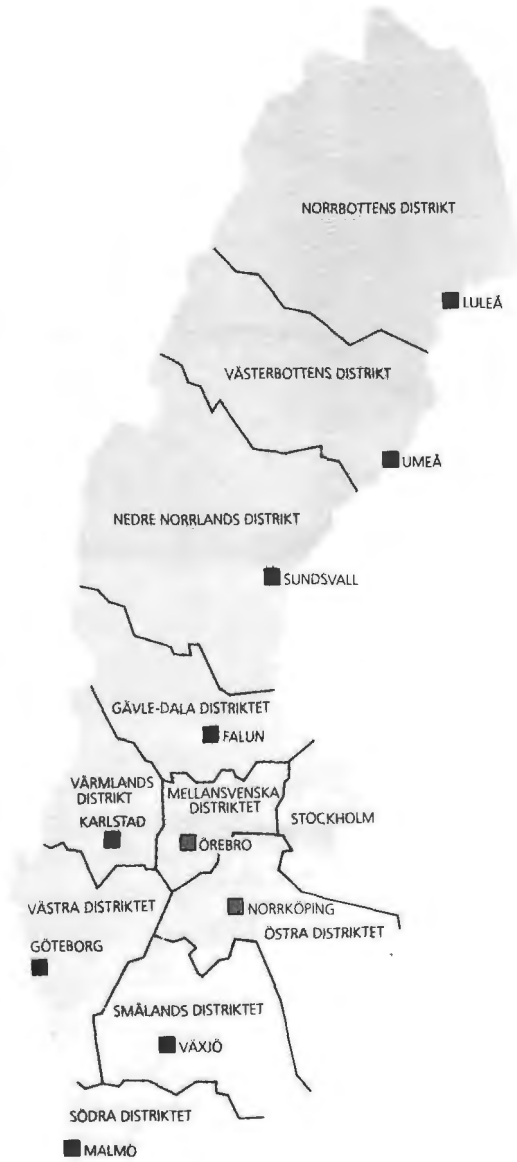 NORRBOTTENS DISTRIKT
LULEÅ
VÄSTERBOTTENS DISTRIKT
UMEÅ
NEDRE NORRLANDS DISTRIKT
SUNDSVALL
GÄVLE-DALA DISTRIKTET
FALUN
VÄRMLANDS
DISTRIKT
KARLSTAD
MELLANSVENSKA
DISTRIKTET
ÖREBRO
STOCKHOLM
VÄSTRA DISTRIKTET
GÖTEBORG
NORRKÖPING
ÖSTRA DISTRIKTET
SMÅLANDS DISTRIKTET
VÄXJÖ
SÖDRA DISTRIKTET
MALMÖ